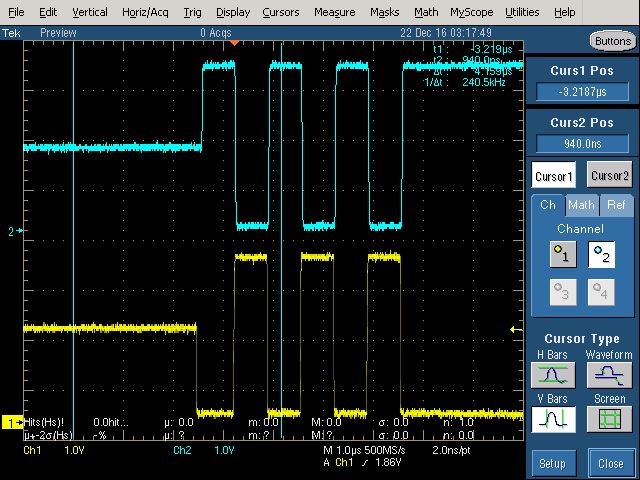 File Edit Vertical Horiz/Acq Trig Display Cursors Measure Masks Math MyScope Utilities Help
Tek Preview 0 Acqs 22 Dec 16 03:17:49
Buttons
t1: -3.219µs
t2: 940.0ns
Δt: 4.159µs
1/Δt: 240.5kHz
Curs1 Pos
-3.2187µs
Curs2 Pos
940.0ns
Cursor1 Cursor2
Ch Math Ref
Channel
1 2
3 4
Cursor Type
H Bars Waveform
V Bars Screen
Setup Close
2
1
Hits(Hs)! 0.0hit... µ: 0.0 m: 0.0 M: 0.0 σ: 0.0 n: 1.0
µ+-2σ(Hs) -% µ! ? m: ? M! ? σ: 0.0 n: 0.0
Ch1 1.0V Ch2 1.0V M 1.0µs 500MS/s 2.0ns/pt
A Ch1 ∕ 1.86V